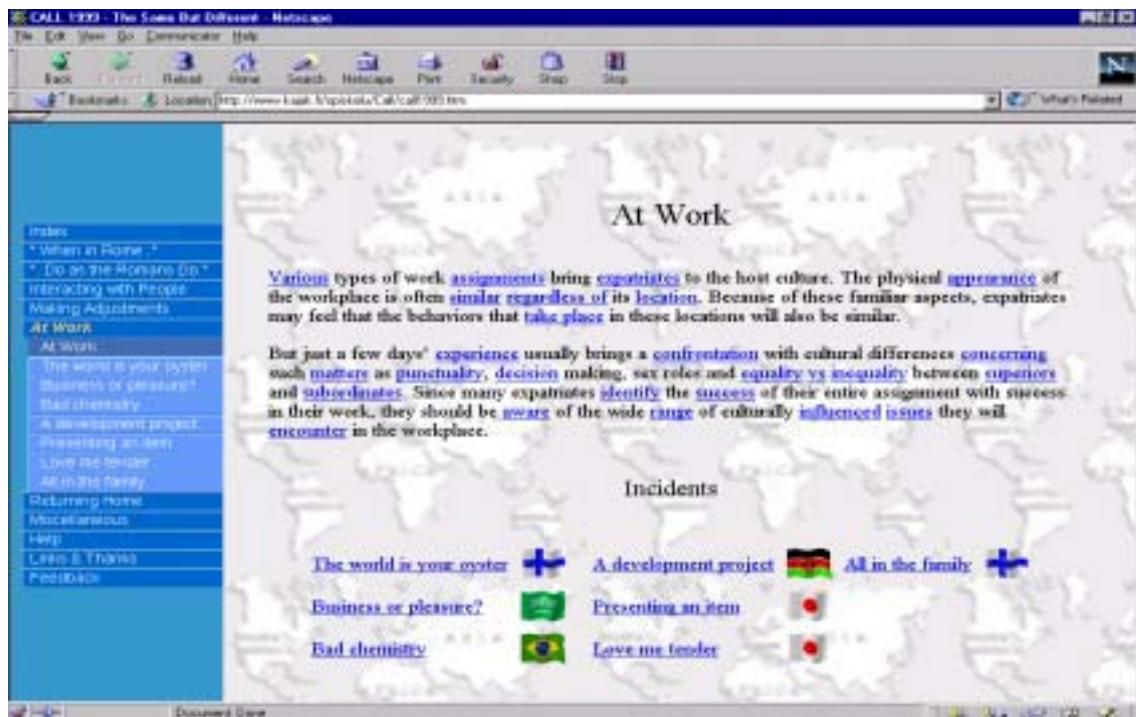 CALL 1999 - The Same But Different - Netscape
File Edit View Go Communicator Help
Back Reload Home Search Netscape Print Security Shop Stop
Bookmarks Location: What's Related
At Work
Index
" When in Rome "
" Do as the Romans Do "
Interacting with People
Making Adjustments
At Work
At Work
The world is your oyster
Business or pleasure?
Bad chemistry
A development project
Presenting an item
Love me tender
All in the family
Returning Home
Miscellaneous
Help
Links & Thanks
Feedback
Various types of work assignments bring expatriates to the host culture. The physical appearance of
the workplace is often similar regardless of its location. Because of these familiar aspects, expatriates
may feel that the behaviors that take place in these locations will also be similar.
But just a few days' experience usually brings a confrontation with cultural differences concerning
such matters as punctuality, decision making, sex roles and equality vs inequality between superiors
and subordinates. Since many expatriates identify the success of their entire assignment with success
in their work, they should be aware of the wide range of culturally influenced issues they will
encounter in the workplace.
Incidents
The world is your oyster A development project All in the family
Business or pleasure? Presenting an item
Bad chemistry Love me tender
Document: Done